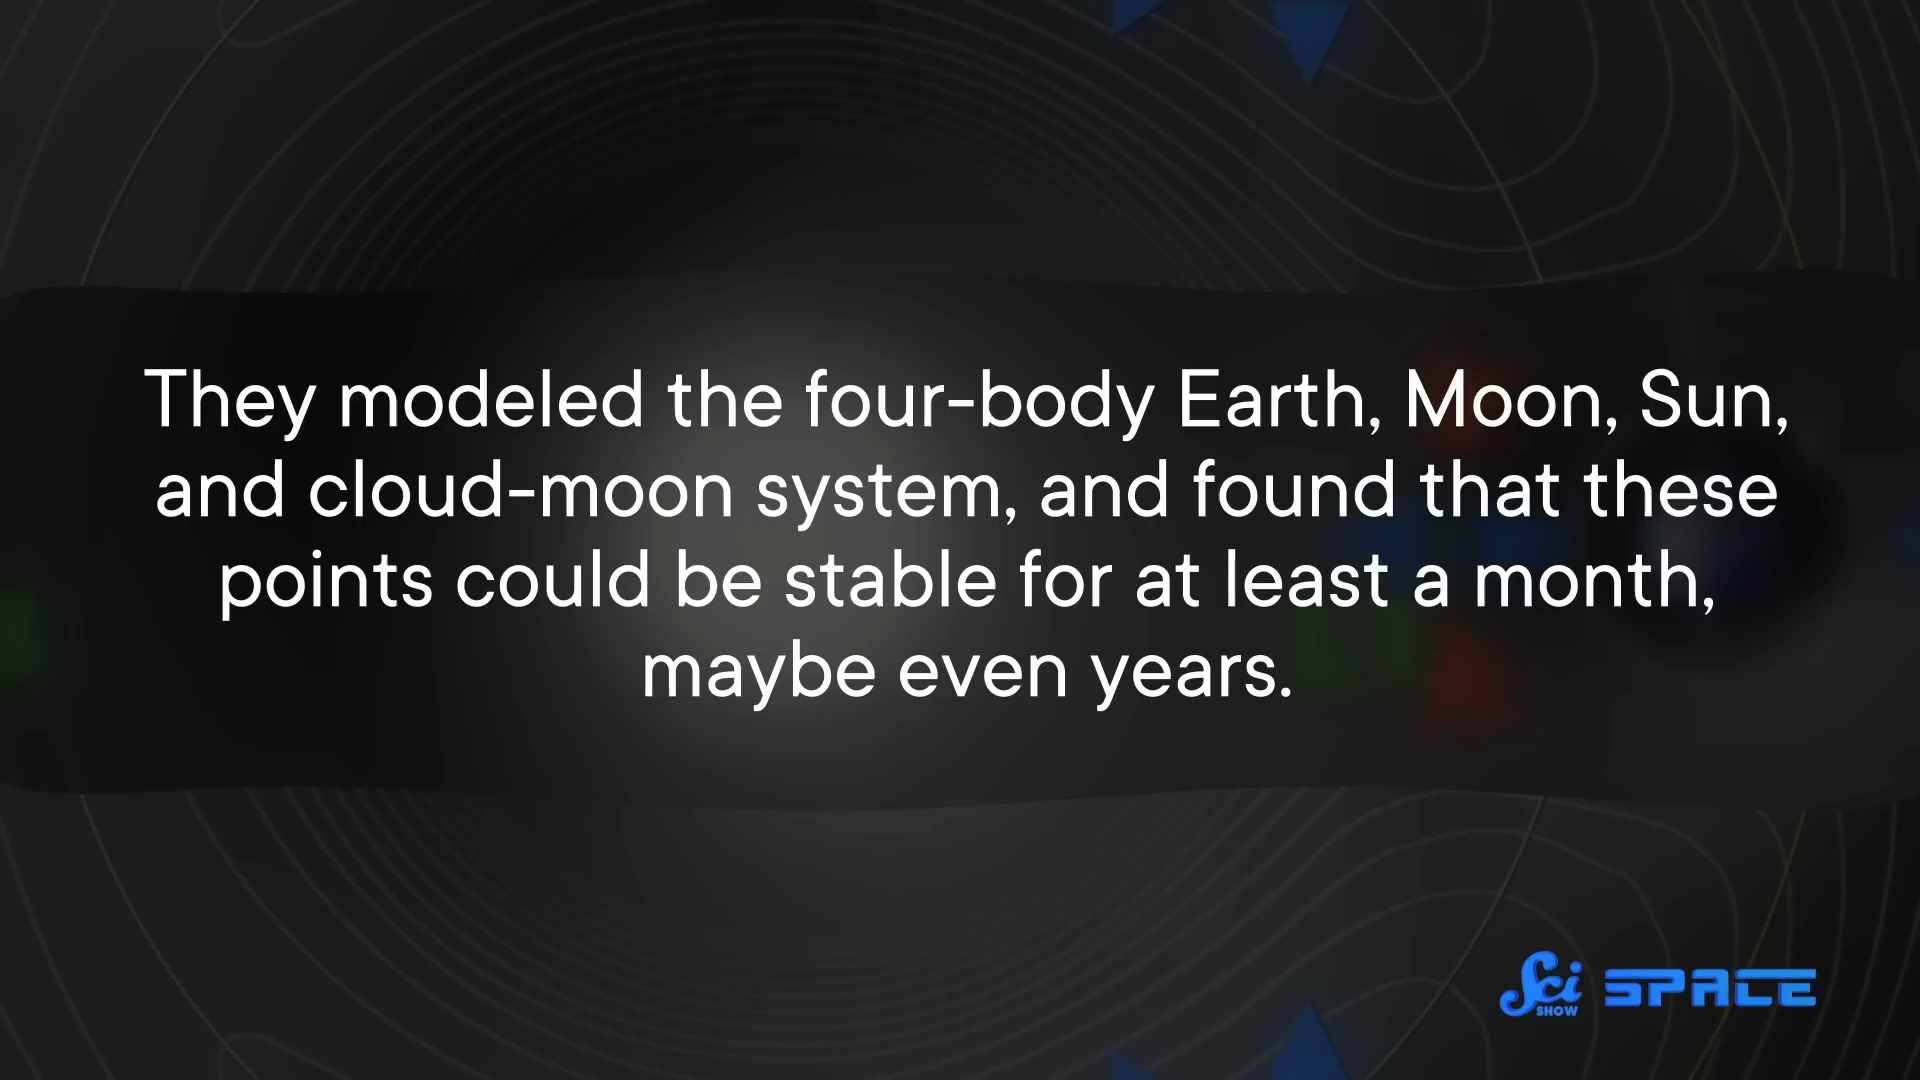 They modeled the four-body Earth, Moon, Sun,
and cloud-moon system, and found that these
points could be stable for at least a month,
maybe even years.
Sci SHOW SPACE